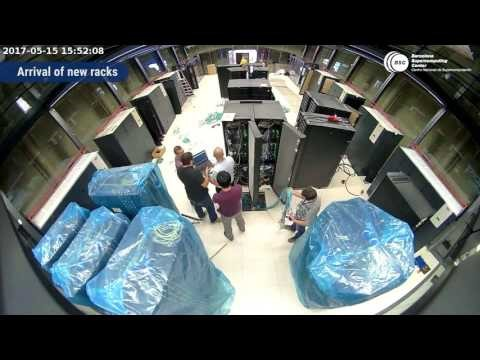 2017-05-15 15:52:08
Arrival of new racks
BSC
Barcelona
Supercomputing
Center
Centro Nacional de Supercomputación